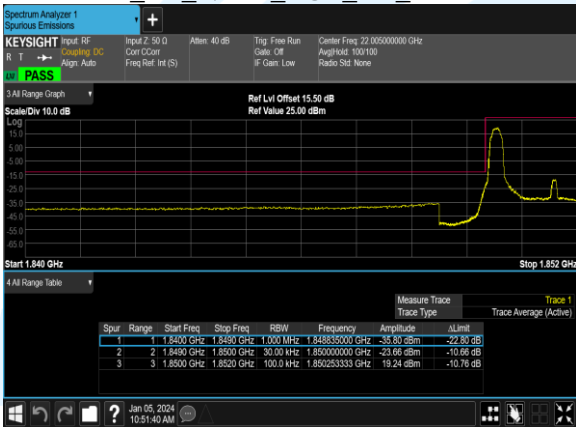 Spectrum Analyzer 1
Spurious Emissions
+
KEYSIGHT Input: RF Input Z: 50 Ω Atten: 40 dB Trig: Free Run Center Freq: 22.005000000 GHz
R T Coupling: DC Corr CCorr Gate: Off Avg|Hold: 100/100
Align: Auto Freq Ref: Int (S) IF Gain: Low Radio Std: None
PASS
3 All Range Graph
Ref Lvl Offset 15.50 dB
Scale/Div 10.0 dB Ref Value 25.00 dBm
Log
15.0
5.00
-5.00
-15.0
-25.0
-35.0
-45.0
-55.0
-65.0
Start 1.840 GHz Stop 1.852 GHz
4 All Range Table
Measure Trace Trace 1
Trace Type Trace Average (Active)
Spur Range Start Freq Stop Freq RBW Frequency Amplitude ΔLimit
1 1 1.8400 GHz 1.8490 GHz 1.000 MHz 1.848835000 GHz -35.80 dBm -22.80 dB
2 2 1.8490 GHz 1.8500 GHz 30.00 kHz 1.850000000 GHz -23.66 dBm -10.66 dB
3 3 1.8500 GHz 1.8520 GHz 100.0 kHz 1.850253333 GHz 19.24 dBm -10.76 dB
?
Jan 05, 2024
10:51:40 AM